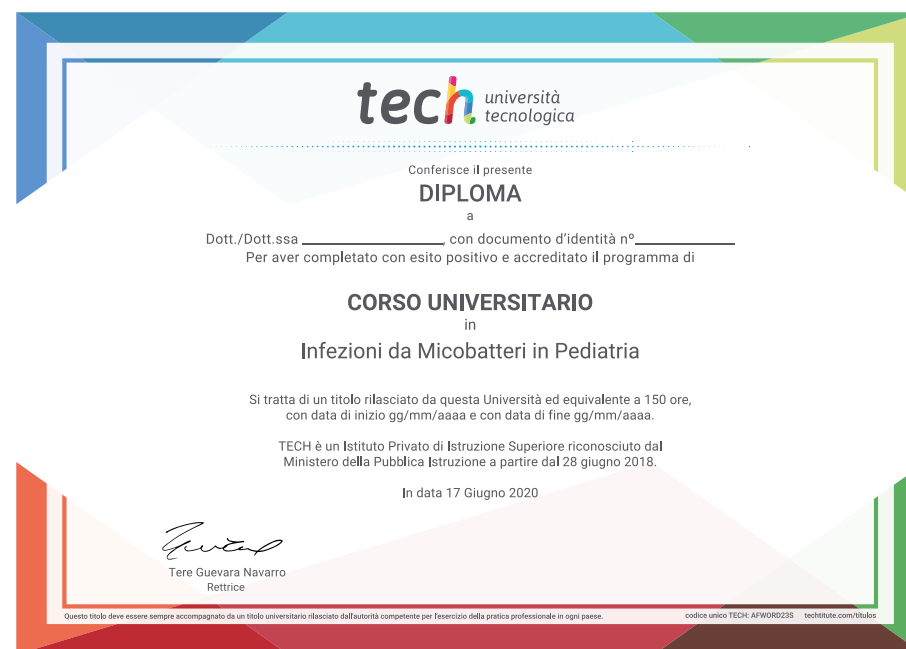 tech università
tecnologica
Conferisce il presente
DIPLOMA
a
Dott./Dott.ssa ____________________, con documento d'identità nº______________
Per aver completato con esito positivo e accreditato il programma di
CORSO UNIVERSITARIO
in
Infezioni da Micobatteri in Pediatria
Si tratta di un titolo rilasciato da questa Università ed equivalente a 150 ore,
con data di inizio gg/mm/aaaa e con data di fine gg/mm/aaaa.
TECH è un Istituto Privato di Istruzione Superiore riconosciuto dal
Ministero della Pubblica Istruzione a partire dal 28 giugno 2018.
In data 17 Giugno 2020
Tere Guevara Navarro
Rettrice
Questo titolo deve essere sempre accompagnato da un titolo universitario rilasciato dall'autorità competente per l'esercizio della pratica professionale in ogni paese. codice unico TECH: AFWORD23S techtitute.com/titulos